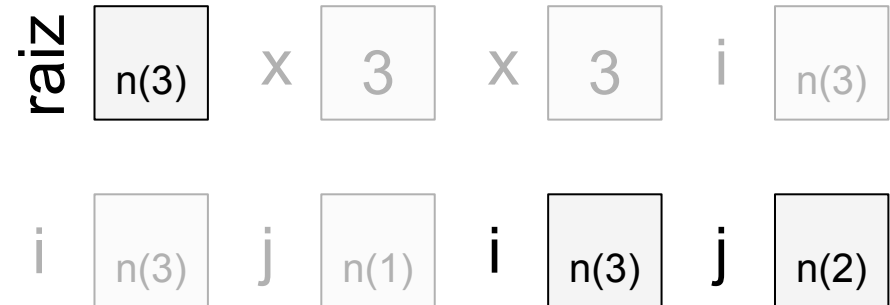 raiz n(3) x 3 x 3 i n(3)
i n(3) j n(1) i n(3) j n(2)